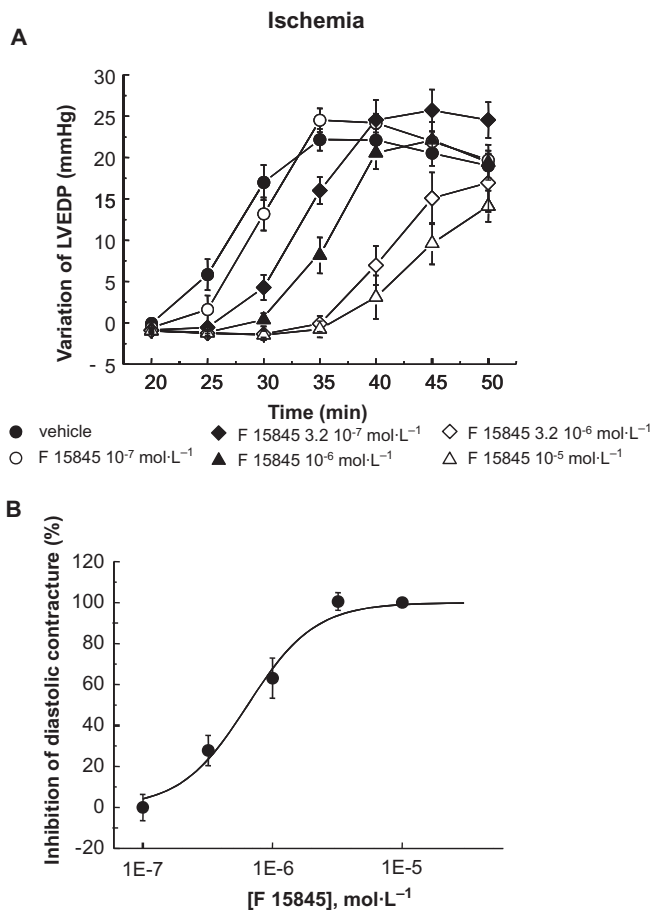 Ischemia
A
Variation of LVEDP (mmHg)
30
25
20
15
10
5
0
- 5
20 25 30 35 40 45 50
Time (min)
vehicle
F 15845 10⁻⁷ mol·L⁻¹
F 15845 3.2 10⁻⁷ mol·L⁻¹
F 15845 10⁻⁶ mol·L⁻¹
F 15845 3.2 10⁻⁶ mol·L⁻¹
F 15845 10⁻⁵ mol·L⁻¹
B
Inhibition of diastolic contracture (%)
120
100
80
60
40
20
0
-20
1E-7 1E-6 1E-5
[F 15845], mol·L⁻¹